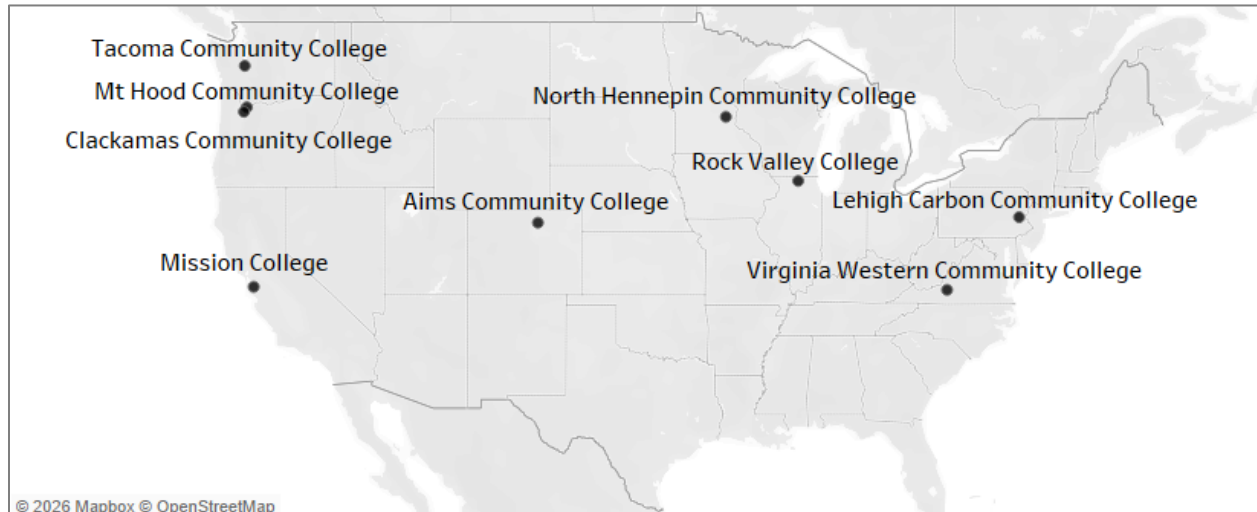 Tacoma Community College
Mt Hood Community College
North Hennepin Community College
Clackamas Community College
Rock Valley College
Aims Community College
Lehigh Carbon Community College
Mission College
Virginia Western Community College
© 2026 Mapbox © OpenStreetMap